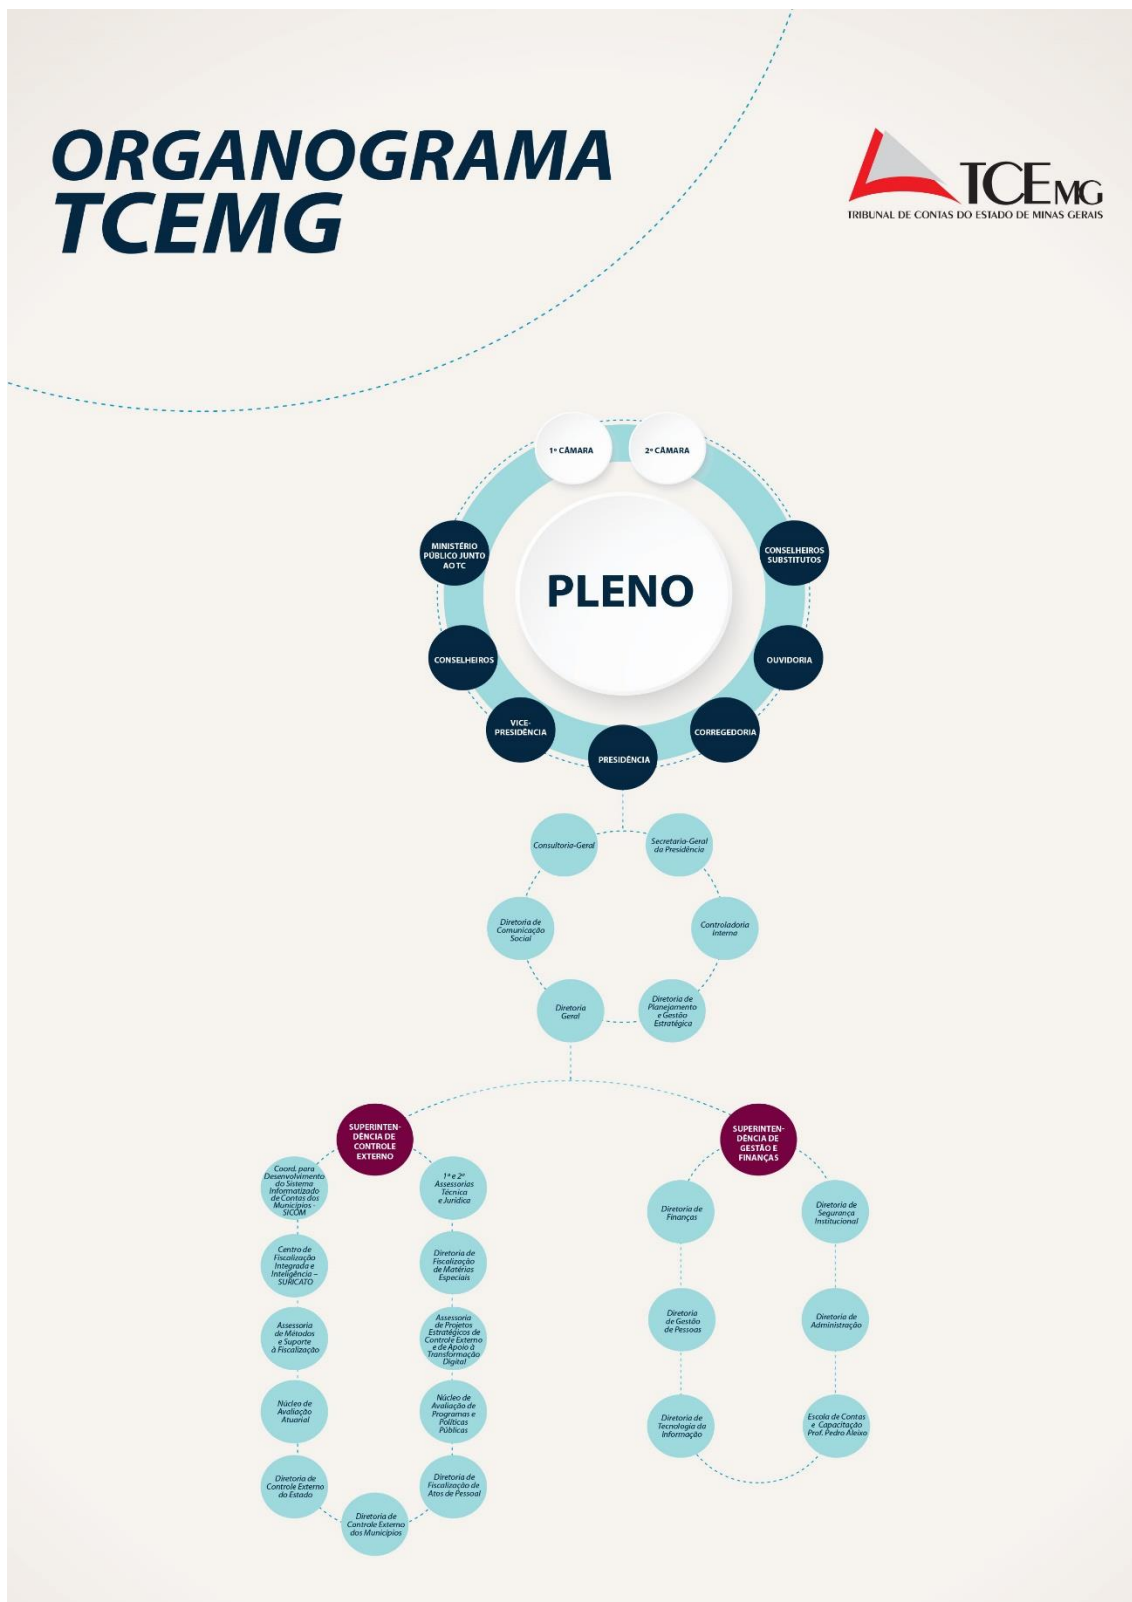 ORGANOGRAMA
TCEMG
TCEMG
TRIBUNAL DE CONTAS DO ESTADO DE MINAS GERAIS
1ª CÂMARA
2ª CÂMARA
MINISTÉRIO
PÚBLICO JUNTO
AO TC
PLENO
CONSELHEIROS
SUBSTITUTOS
CONSELHEIROS
OUVIDORIA
VICE-
PRESIDÊNCIA
CORREGEDORIA
PRESIDÊNCIA
Consultoria-Geral
Secretaria-Geral
da Presidência
Diretoria de
Comunicação
Social
Controladoria
Interna
Diretoria
Geral
Diretoria de
Planejamento
e Gestão
Estratégica
SUPERINTEN-
DÊNCIA DE
CONTROLE
EXTERNO
SUPERINTEN-
DÊNCIA DE
GESTÃO E
FINANÇAS
Coord. para
Desenvolvimento
do Sistema
Informatizado
de Contas dos
Municípios -
SICOM
1ª e 2ª
Assessorias
Técnica
e Jurídica
Centro de
Fiscalização
Integrada e
Inteligência –
SURICATO
Diretoria de
Fiscalização
de Matérias
Especiais
Assessoria
de Métodos
e Suporte
à Fiscalização
Assessoria
de Projetos
Estratégicos de
Controle Externo
e de Apoio à
Transformação
Digital
Núcleo de
Avaliação
Atuarial
Núcleo de
Avaliação de
Programas e
Políticas
Públicas
Diretoria de
Controle Externo
do Estado
Diretoria de
Fiscalização de
Atos de Pessoal
Diretoria de
Controle Externo
dos Municípios
Diretoria de
Finanças
Diretoria de
Segurança
Institucional
Diretoria
de Gestão
de Pessoas
Diretoria de
Administração
Diretoria de
Tecnologia da
Informação
Escola de Contas
e Capacitação
Prof. Pedro Aleixo